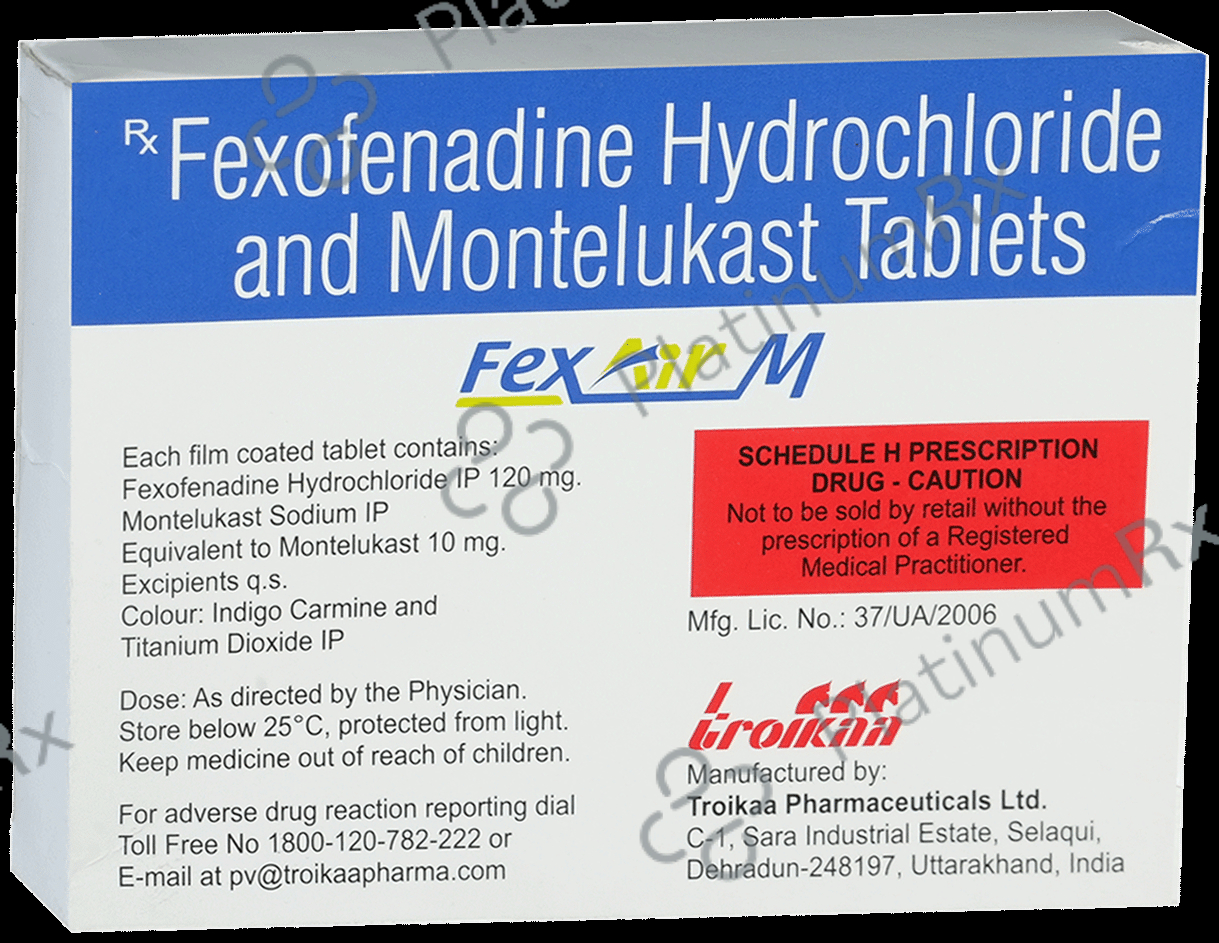 Rx Fexofenadine Hydrochloride
and Montelukast Tablets
FexAir M
Each film coated tablet contains:
Fexofenadine Hydrochloride IP 120 mg.
Montelukast Sodium IP
Equivalent to Montelukast 10 mg.
Excipients q.s.
Colour: Indigo Carmine and
Titanium Dioxide IP
Dose: As directed by the Physician.
Store below 25°C, protected from light.
Keep medicine out of reach of children.
For adverse drug reaction reporting dial
Toll Free No 1800-120-782-222 or
E-mail at pv@troikaapharma.com
SCHEDULE H PRESCRIPTION
DRUG - CAUTION
Not to be sold by retail without the
prescription of a Registered
Medical Practitioner.
Mfg. Lic. No.: 37/UA/2006
troikaa
Manufactured by:
Troikaa Pharmaceuticals Ltd.
C-1, Sara Industrial Estate, Selaqui,
Dehradun-248197, Uttarakhand, India
PlatinumRx
PlatinumRx
Platinum
Rx